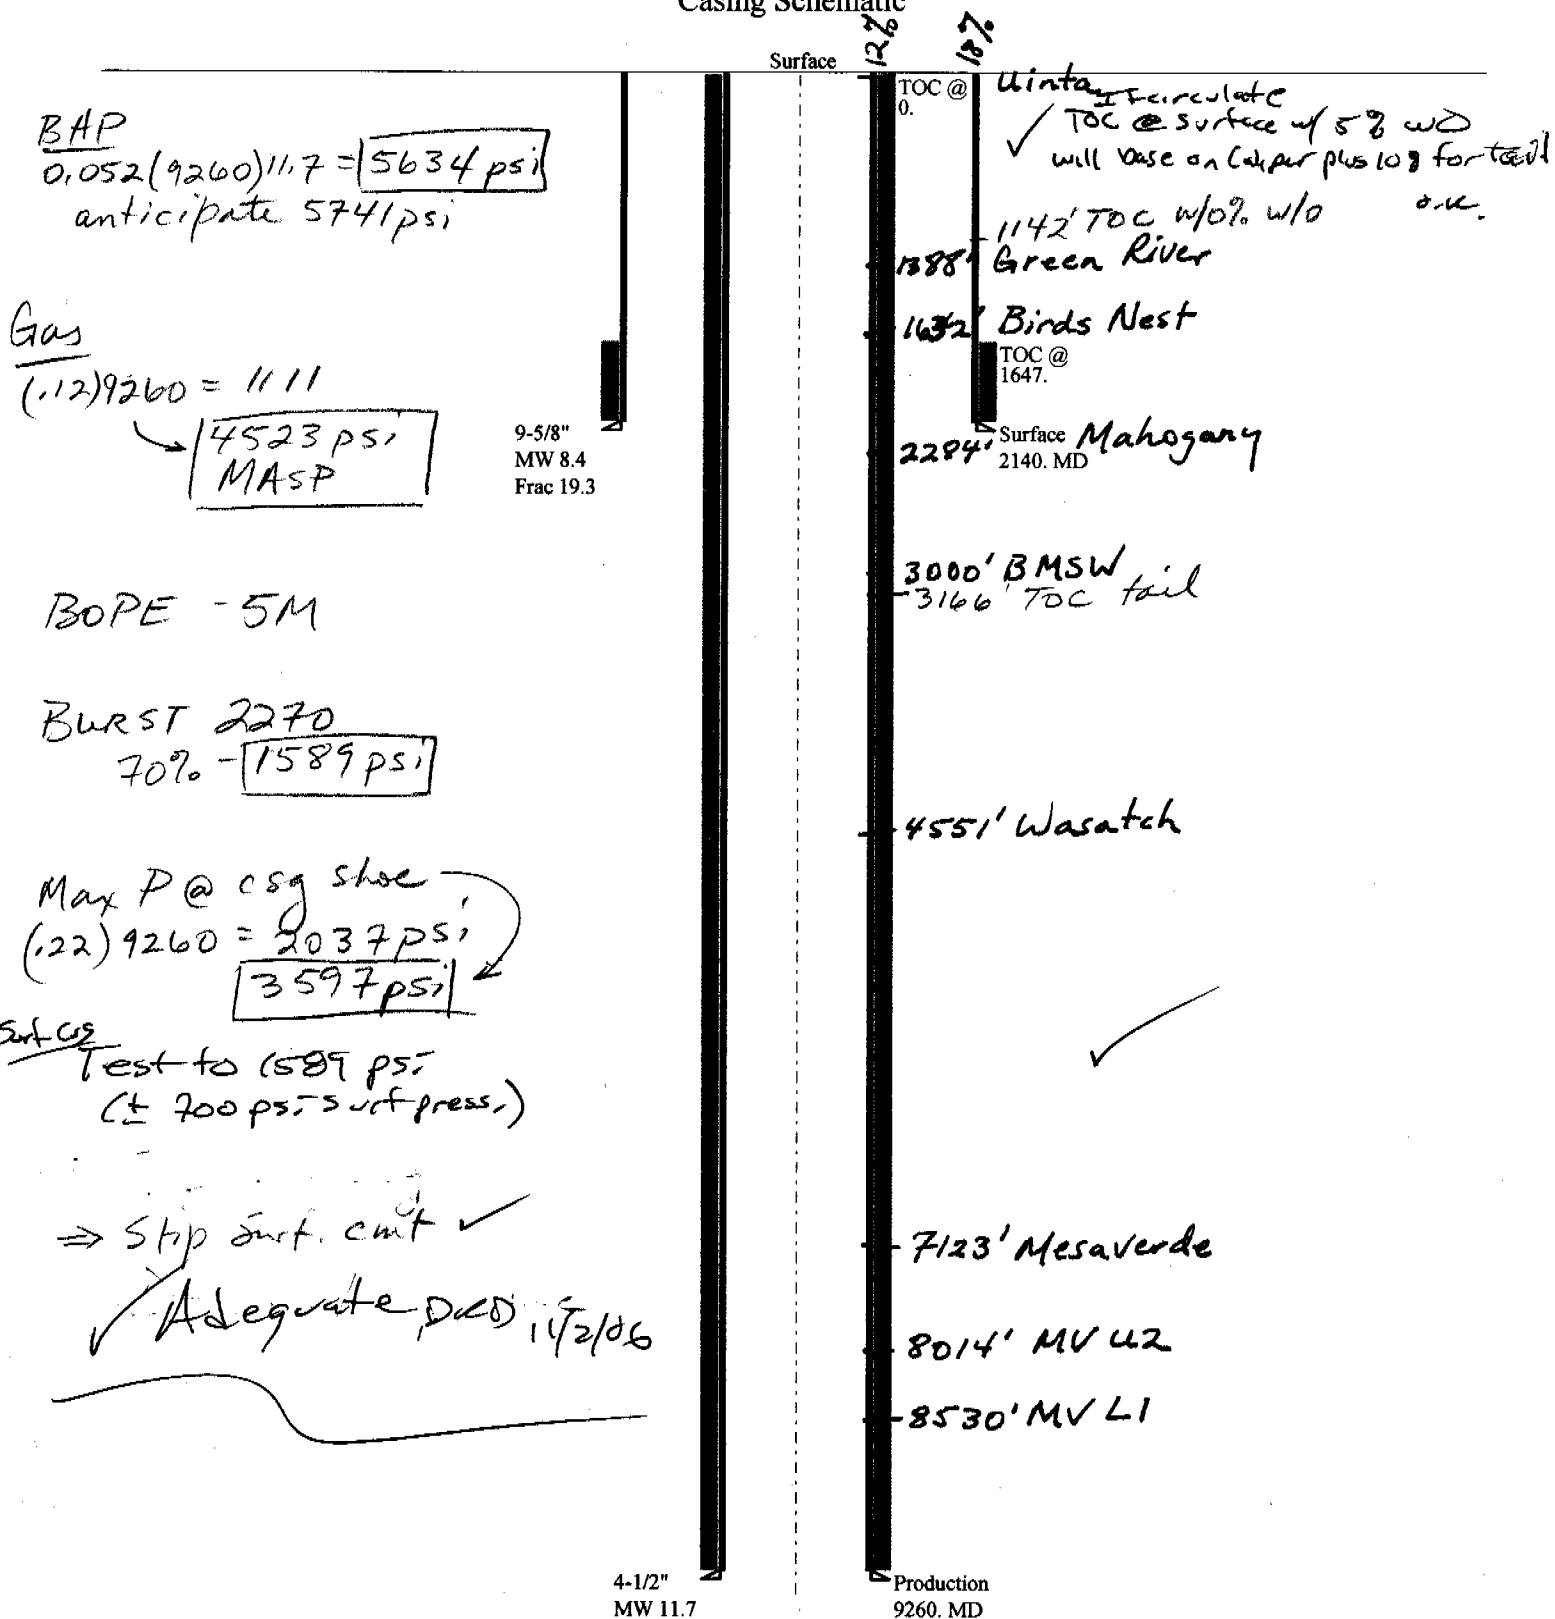 Casing Schematic
12%
18%
Surface
TOC @
0.
Uinta
circulate
TOC @ surface w/ 5% wo
will base on Caliper plus 10% for tail
o.k.
BHP
0.052(9260)11.7 = 5634 psi
anticipate 5741 psi
1142' TOC w/0% w/o
1388' Green River
1632' Birds Nest
TOC @
1647.
Gas
(.12)9260 = 1111
4523 psi
MASP
9-5/8"
MW 8.4
Frac 19.3
Surface
2140. MD
2284' Mahogany
3000' BMSW
3166' TOC tail
BOPE - 5M
BURST 2270
70% - 1589 psi
4551' Wasatch
Max P @ csg shoe
(.22) 9260 = 2037 psi
3597 psi
Surf csg
Test to 1589 psi
(± 700 psi surf press.)
⇒ Stip surf. cmt ✓
✓ Adequate DKD 11/2/06
7123' Mesaverde
8014' MV U2
8530' MV L1
4-1/2"
MW 11.7
Production
9260. MD